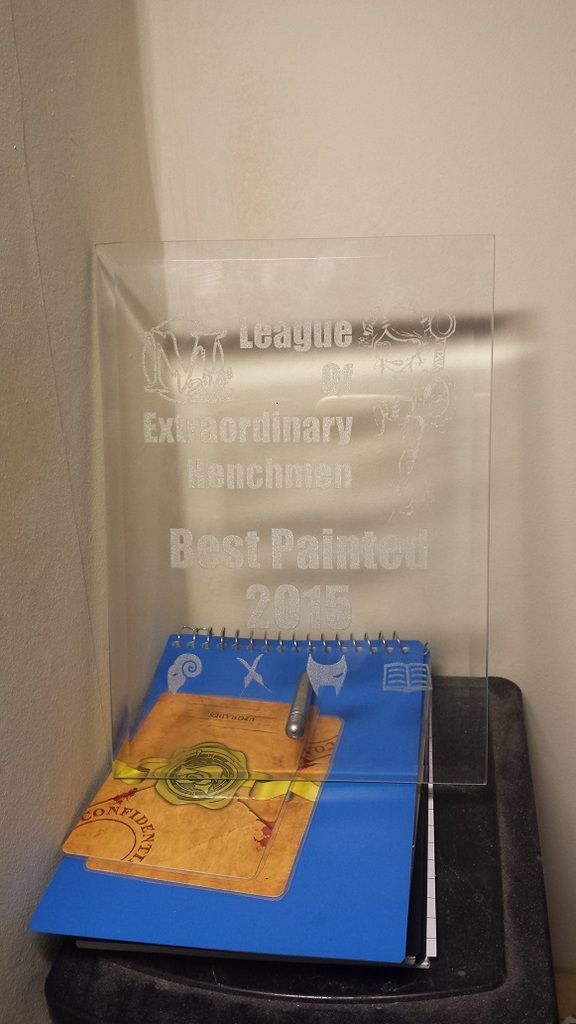 League
Of
Extraordinary
Henchmen
Best Painted
2015
UPGRADES
CONFIDENTI